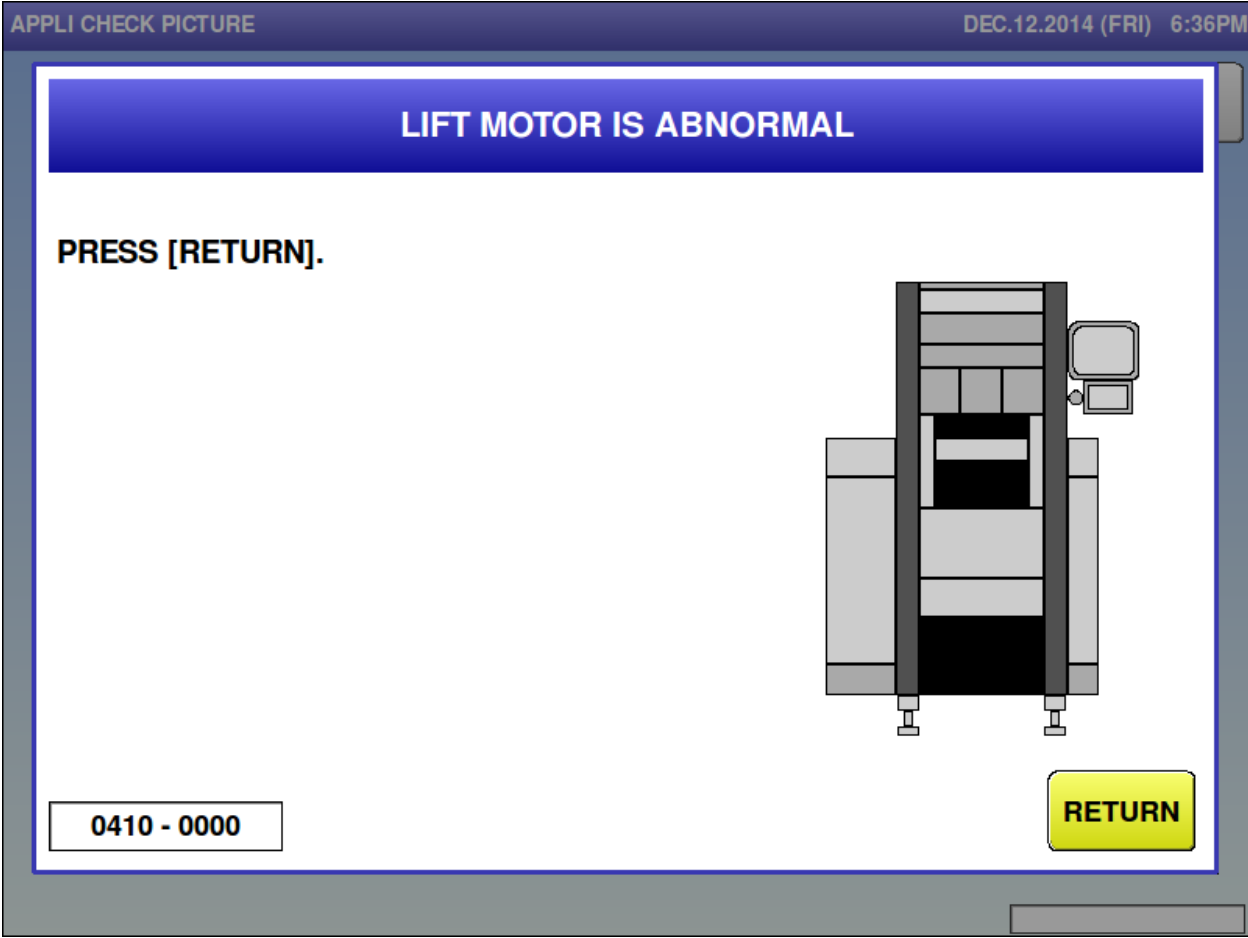 APPLI CHECK PICTURE DEC.12.2014 (FRI) 6:36PM
LIFT MOTOR IS ABNORMAL
PRESS [RETURN].
0410 - 0000
RETURN